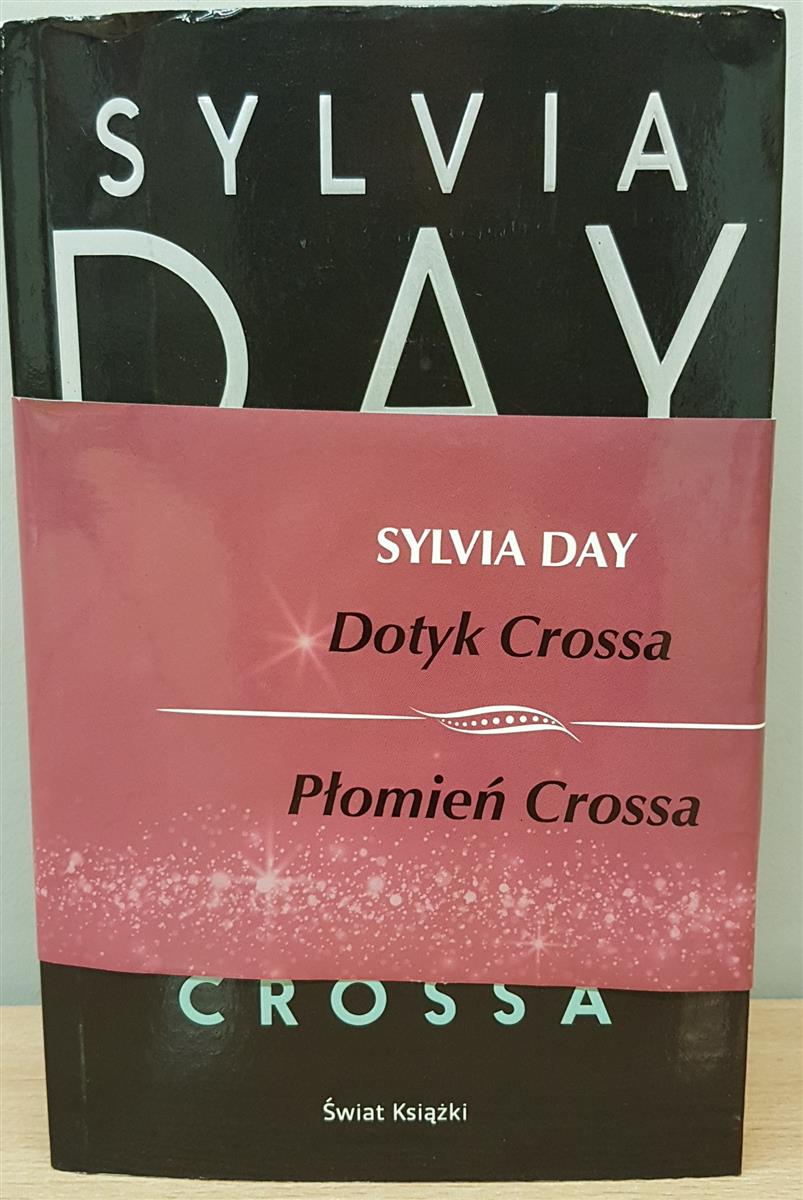 SYLVIA
DAY
SYLVIA DAY
Dotyk Crossa
Płomień Crossa
CROSSA
Świat Książki